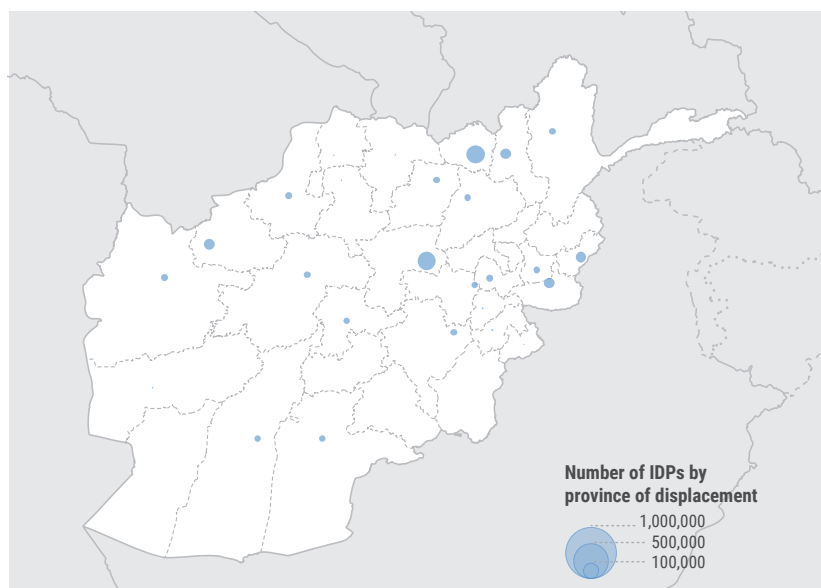 Number of IDPs by
province of displacement
1,000,000
500,000
100,000